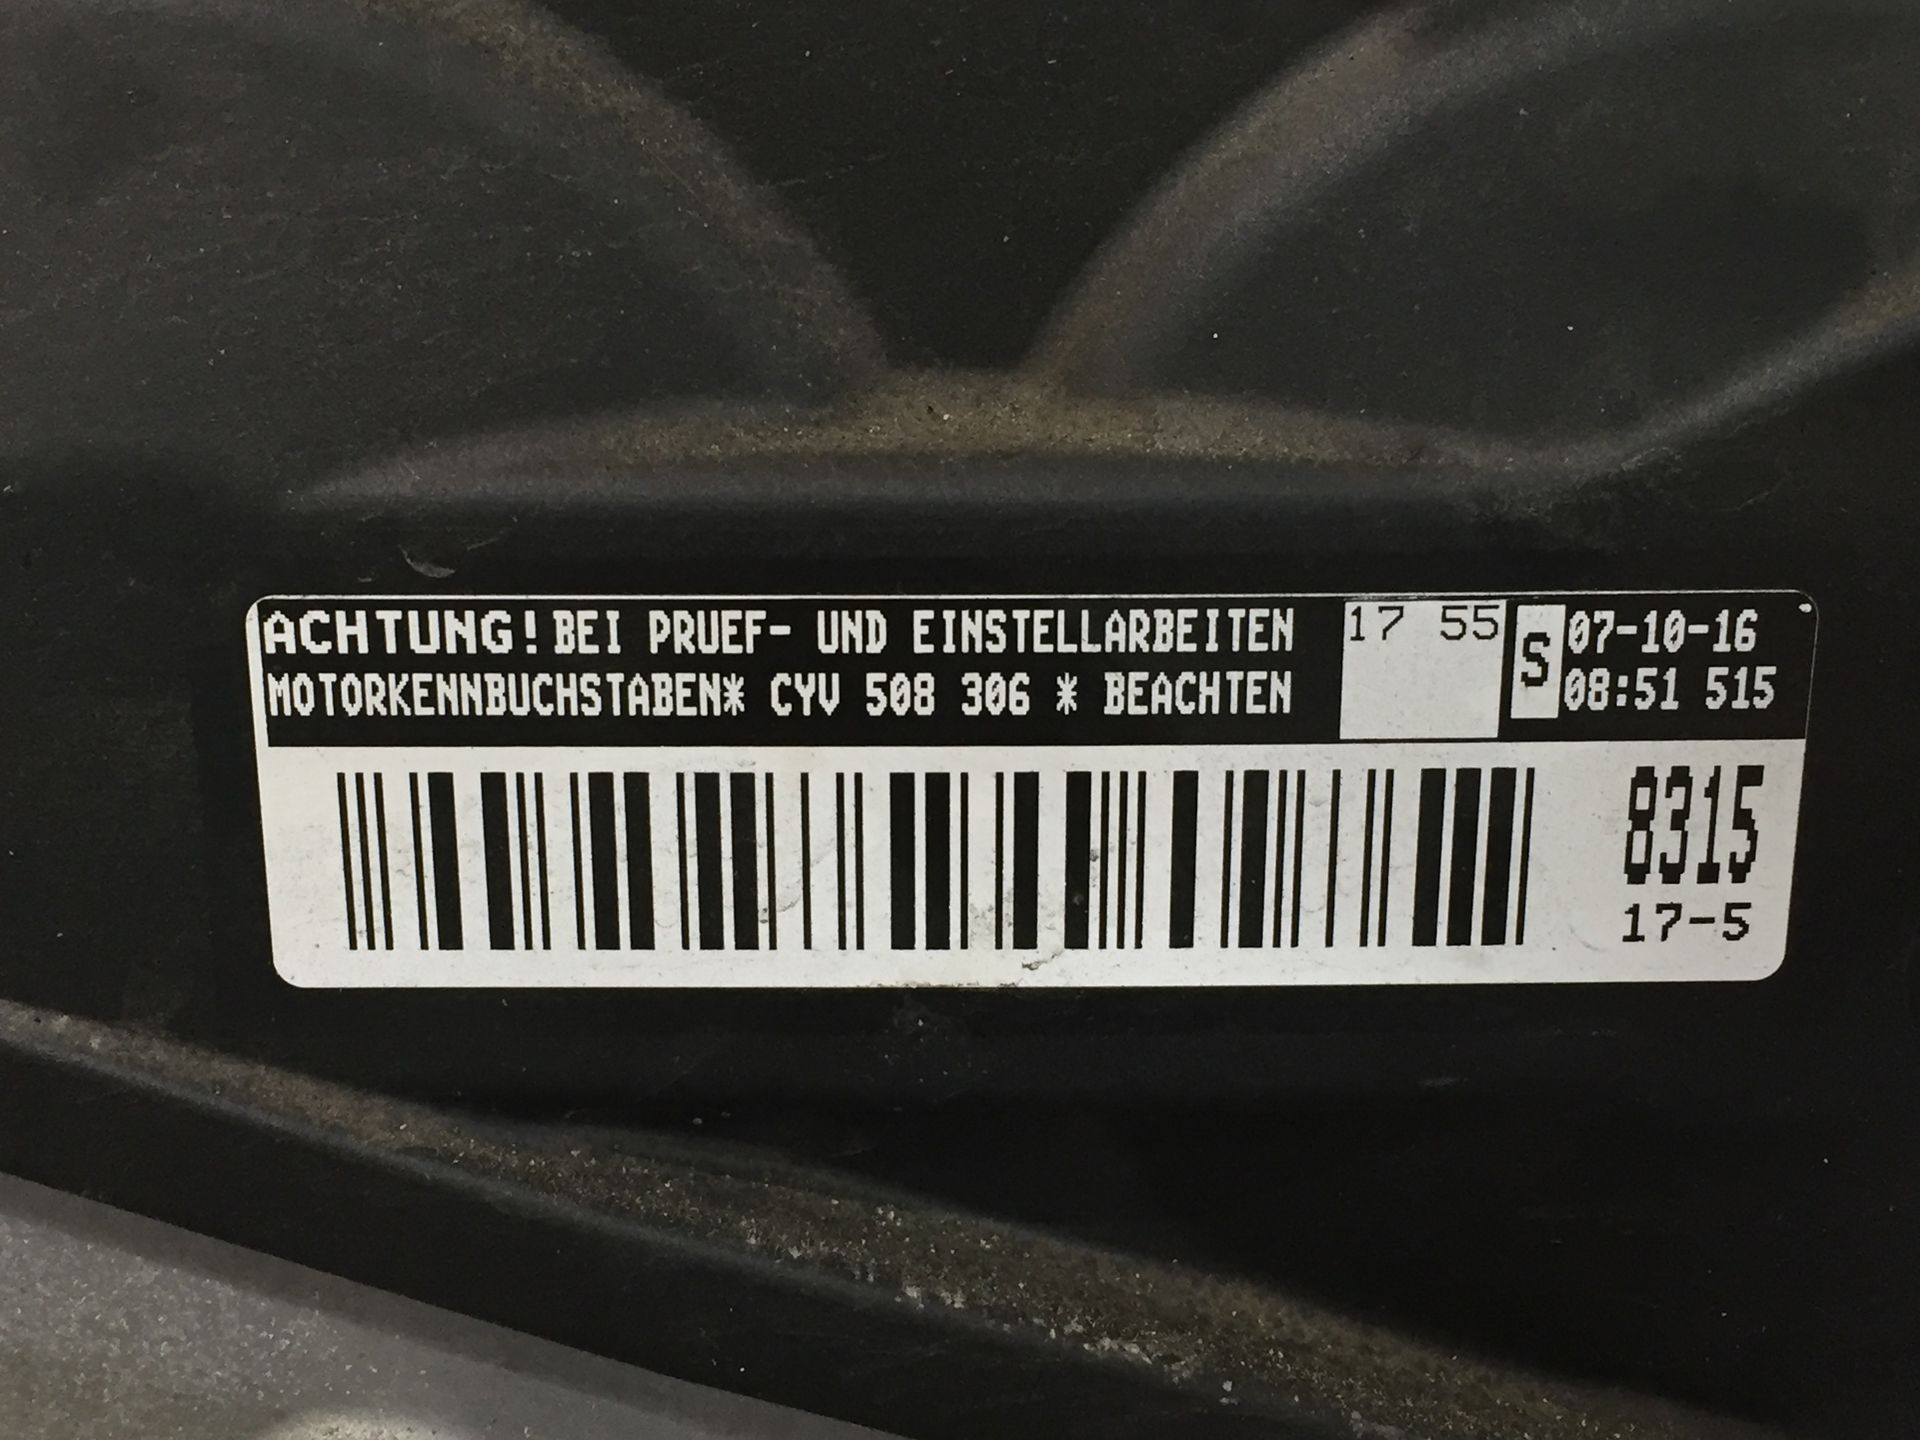 ACHTUNG! BEI PRUEF- UND EINSTELLARBEITEN
MOTORKENNBUCHSTABEN* CYV 508 306 * BEACHTEN
17 55
S
07-10-16
08:51 515
8315
17-5